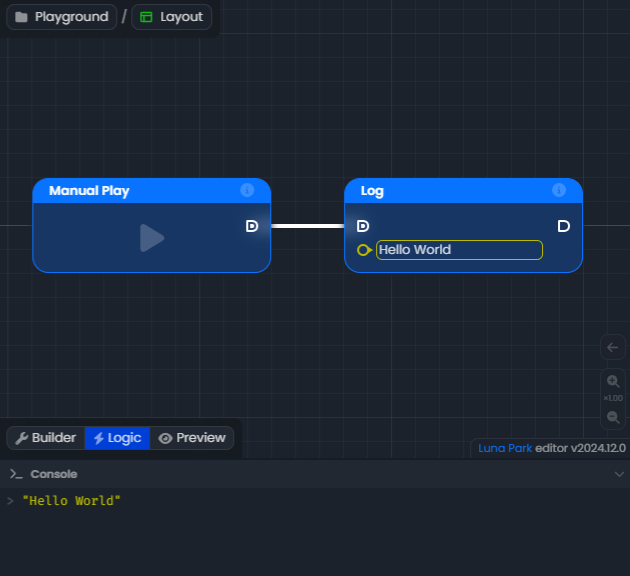 Playground / Layout
Manual Play
Log
Hello World
×1.00
Builder Logic Preview
Luna Park editor v2024.12.0
>_ Console
> "Hello World"